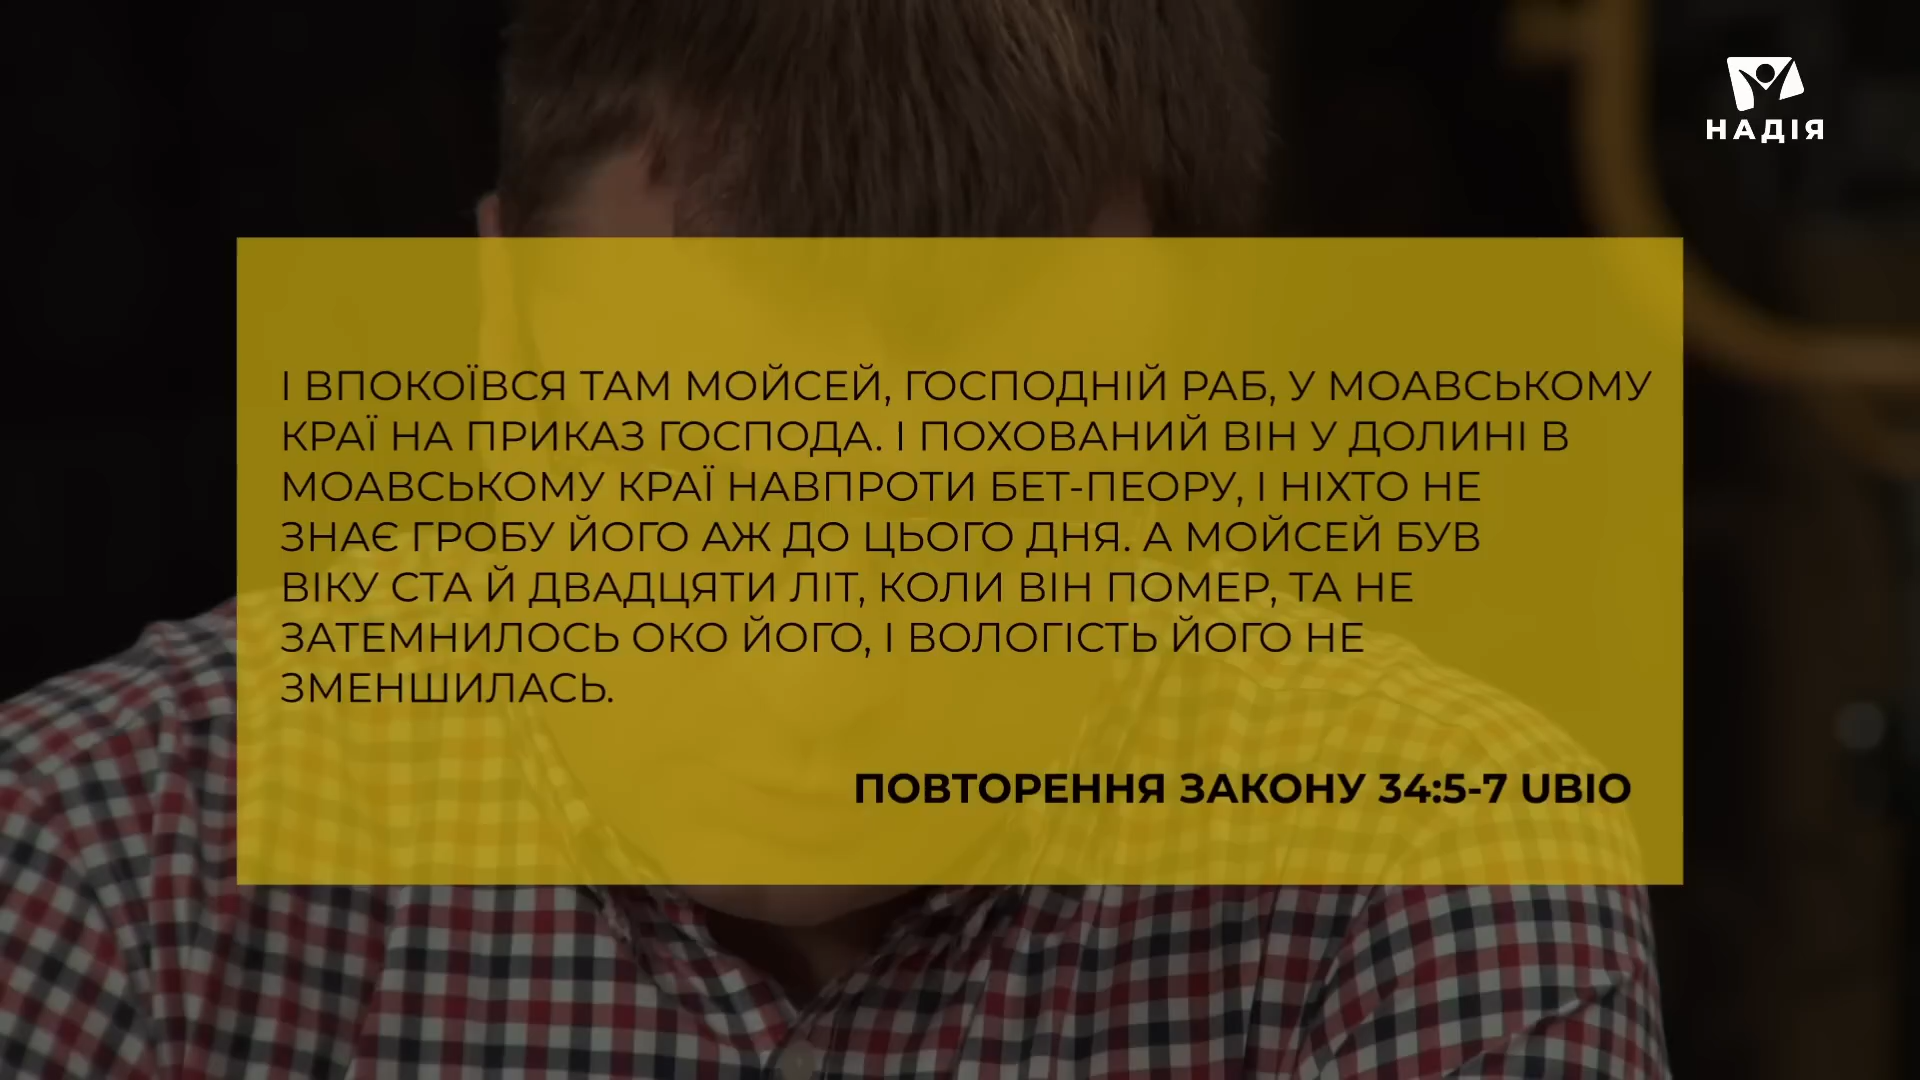 НАДІЯ
І ВПОКОЇВСЯ ТАМ МОЙСЕЙ, ГОСПОДНІЙ РАБ, У МОАВСЬКОМУ
КРАЇ НА ПРИКАЗ ГОСПОДА. І ПОХОВАНИЙ ВІН У ДОЛИНІ В
МОАВСЬКОМУ КРАЇ НАВПРОТИ БЕТ-ПЕОРУ, І НІХТО НЕ
ЗНАЄ ГРОБУ ЙОГО АЖ ДО ЦЬОГО ДНЯ. А МОЙСЕЙ БУВ
ВІКУ СТА Й ДВАДЦЯТИ ЛІТ, КОЛИ ВІН ПОМЕР, ТА НЕ
ЗАТЕМНИЛОСЬ ОКО ЙОГО, І ВОЛОГІСТЬ ЙОГО НЕ
ЗМЕНШИЛАСЬ.
ПОВТОРЕННЯ ЗАКОНУ 34:5-7 UBIO